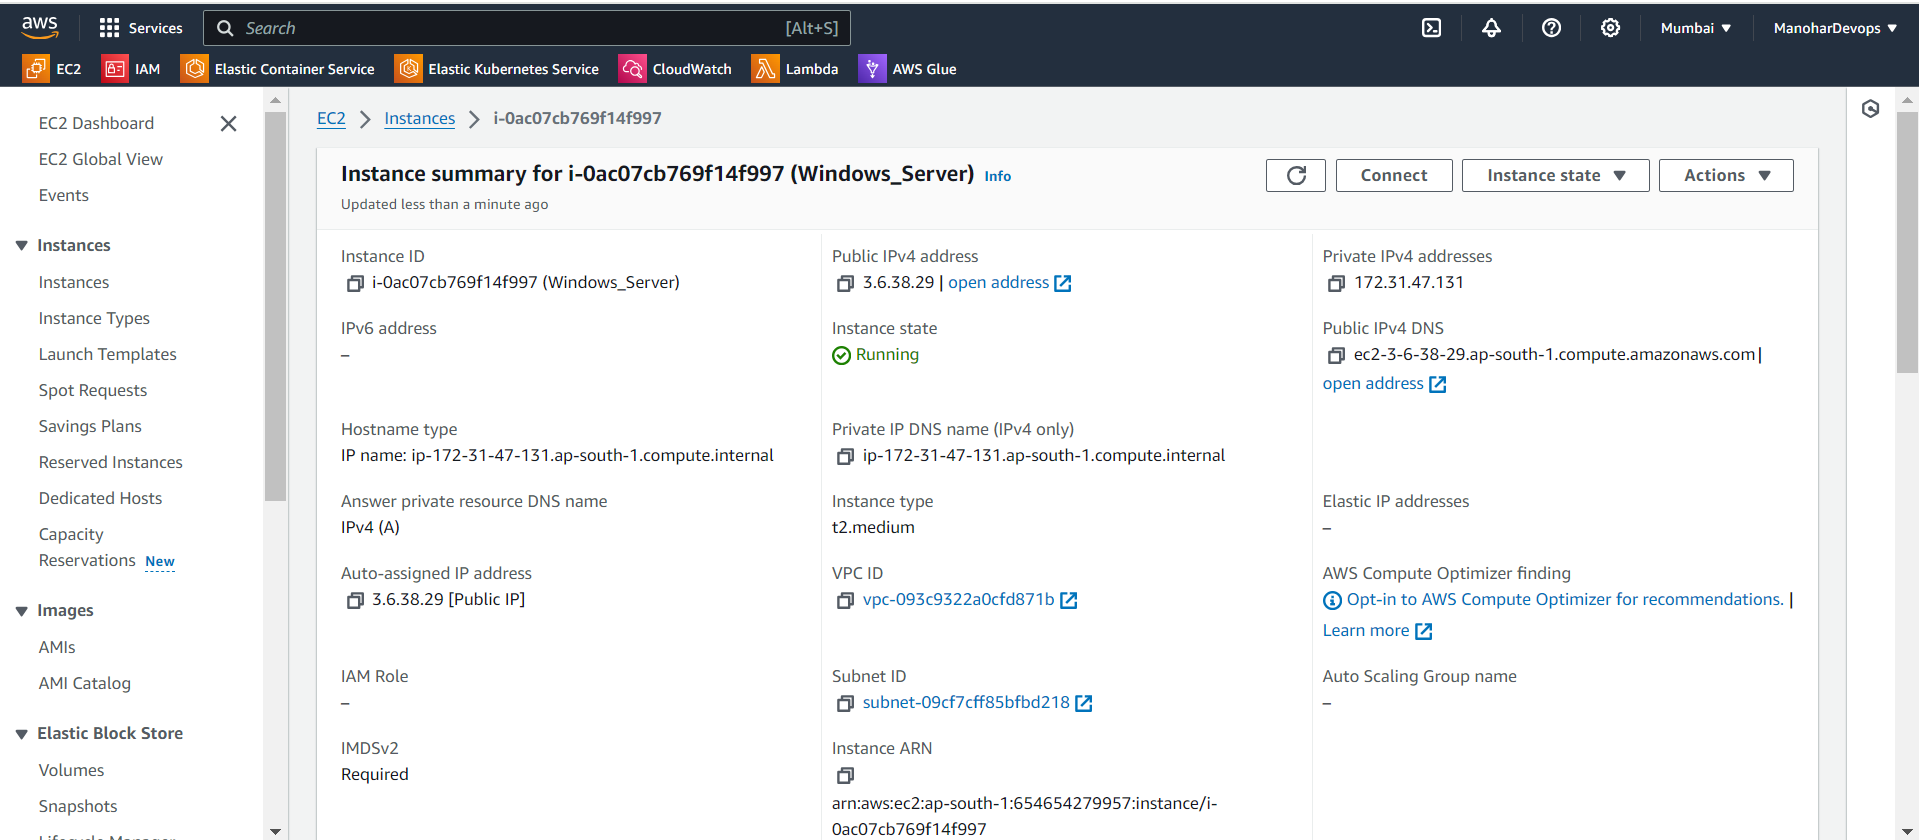 aws Services Search [Alt+S] Mumbai ManoharDevops
EC2 IAM Elastic Container Service Elastic Kubernetes Service CloudWatch Lambda AWS Glue
EC2 Dashboard
EC2 Global View
Events
Instances
Instances
Instance Types
Launch Templates
Spot Requests
Savings Plans
Reserved Instances
Dedicated Hosts
Capacity
Reservations New
Images
AMIs
AMI Catalog
Elastic Block Store
Volumes
Snapshots
Lifecycle Manager
EC2 Instances i-0ac07cb769f14f997
Instance summary for i-0ac07cb769f14f997 (Windows_Server) Info
Updated less than a minute ago
Connect Instance state Actions
Instance ID
i-0ac07cb769f14f997 (Windows_Server)
Public IPv4 address
3.6.38.29 | open address
Private IPv4 addresses
172.31.47.131
IPv6 address
–
Instance state
Running
Public IPv4 DNS
ec2-3-6-38-29.ap-south-1.compute.amazonaws.com |
open address
Hostname type
IP name: ip-172-31-47-131.ap-south-1.compute.internal
Private IP DNS name (IPv4 only)
ip-172-31-47-131.ap-south-1.compute.internal
Answer private resource DNS name
IPv4 (A)
Instance type
t2.medium
Elastic IP addresses
–
Auto-assigned IP address
3.6.38.29 [Public IP]
VPC ID
vpc-093c9322a0cfd871b
AWS Compute Optimizer finding
Opt-in to AWS Compute Optimizer for recommendations. |
Learn more
IAM Role
–
Subnet ID
subnet-09cf7cff85bfbd218
Auto Scaling Group name
–
IMDSv2
Required
Instance ARN
arn:aws:ec2:ap-south-1:654654279957:instance/i-
0ac07cb769f14f997